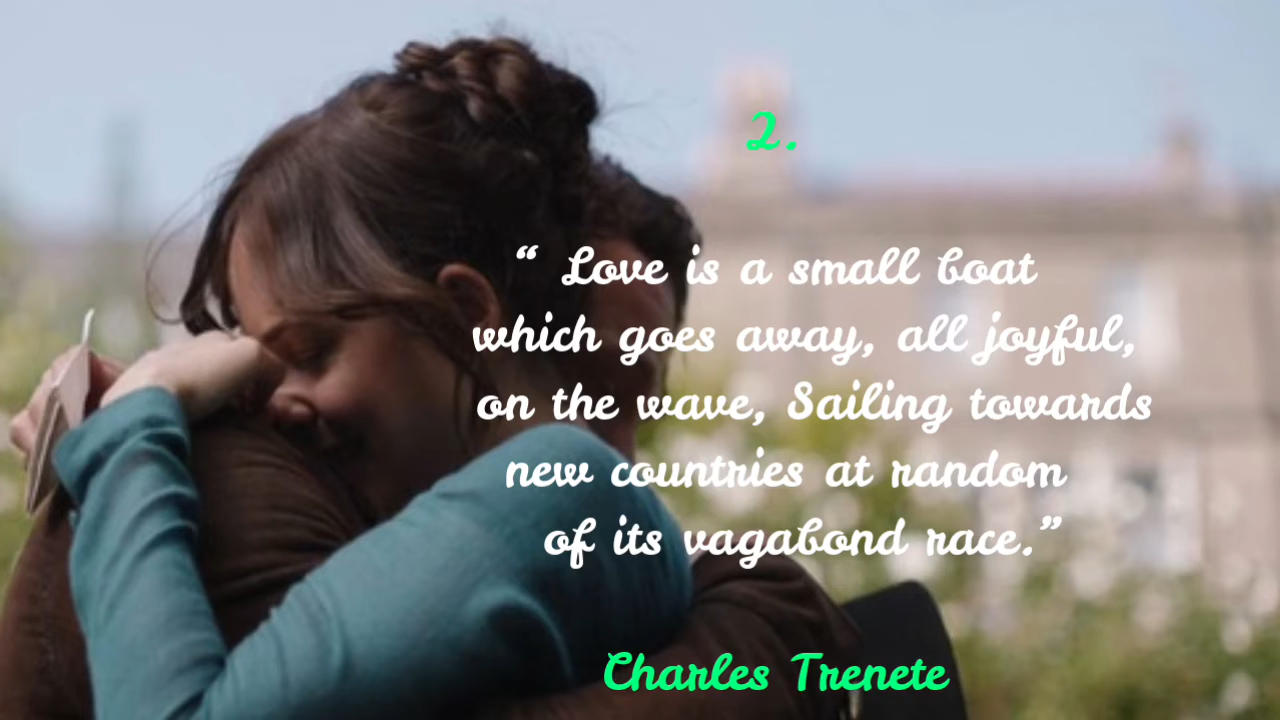 2.
“ Love is a small boat
which goes away, all joyful,
on the wave, Sailing towards
new countries at random
of its vagabond race.”
Charles Trenete